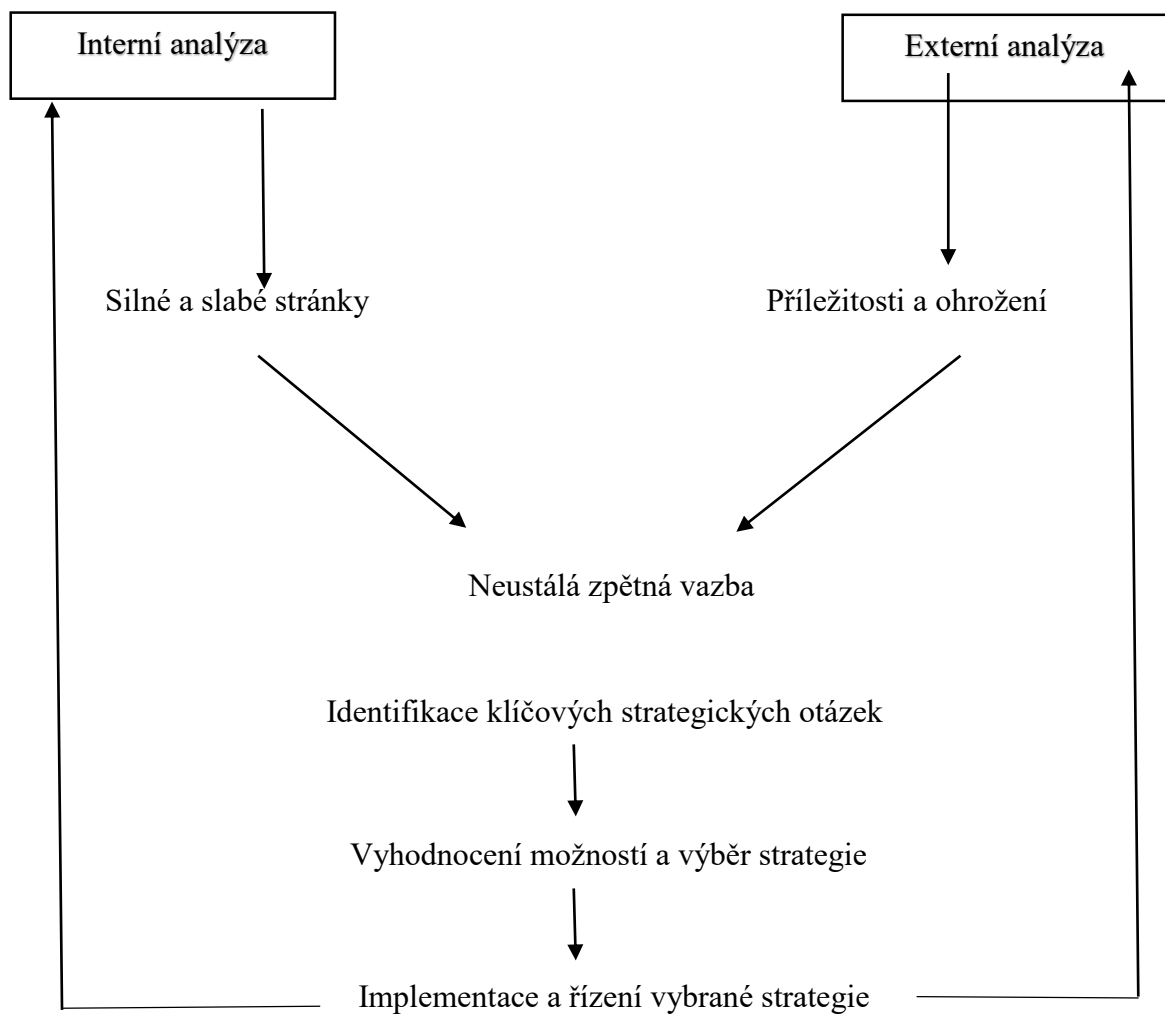 Interní analýza
Externí analýza
Silné a slabé stránky
Příležitosti a ohrožení
Neustálá zpětná vazba
Identifikace klíčových strategických otázek
Vyhodnocení možností a výběr strategie
Implementace a řízení vybrané strategie